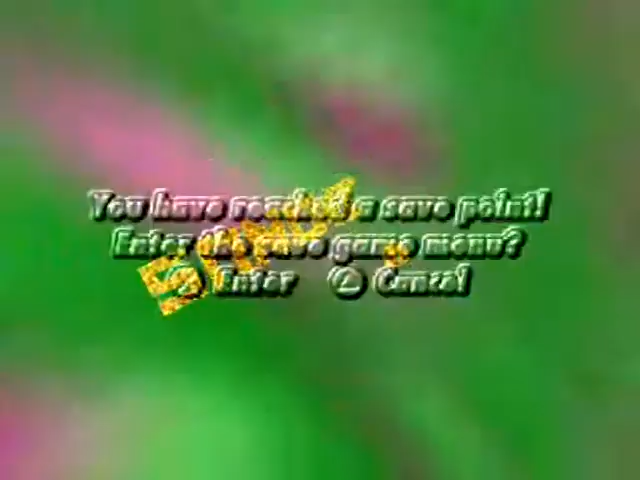 You have reached a save point!
Enter the save game menu?
Enter Cancel